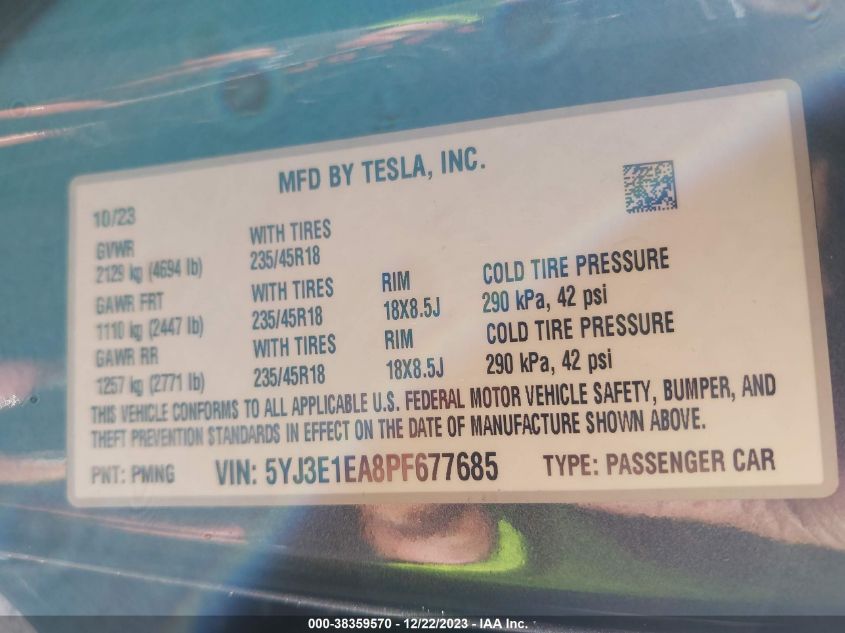 MFD BY TESLA, INC.
10/23
GVWR WITH TIRES
2129 kg (4694 lb) 235/45R18
GAWR FRT WITH TIRES RIM COLD TIRE PRESSURE
1110 kg (2447 lb) 235/45R18 18X8.5J 290 kPa, 42 psi
GAWR RR WITH TIRES RIM COLD TIRE PRESSURE
1257 kg (2771 lb) 235/45R18 18X8.5J 290 kPa, 42 psi
THIS VEHICLE CONFORMS TO ALL APPLICABLE U.S. FEDERAL MOTOR VEHICLE SAFETY, BUMPER, AND
THEFT PREVENTION STANDARDS IN EFFECT ON THE DATE OF MANUFACTURE SHOWN ABOVE.
PNT: PMNG VIN: 5YJ3E1EA8PF677685 TYPE: PASSENGER CAR
000-38359570 - 12/22/2023 - IAA Inc.